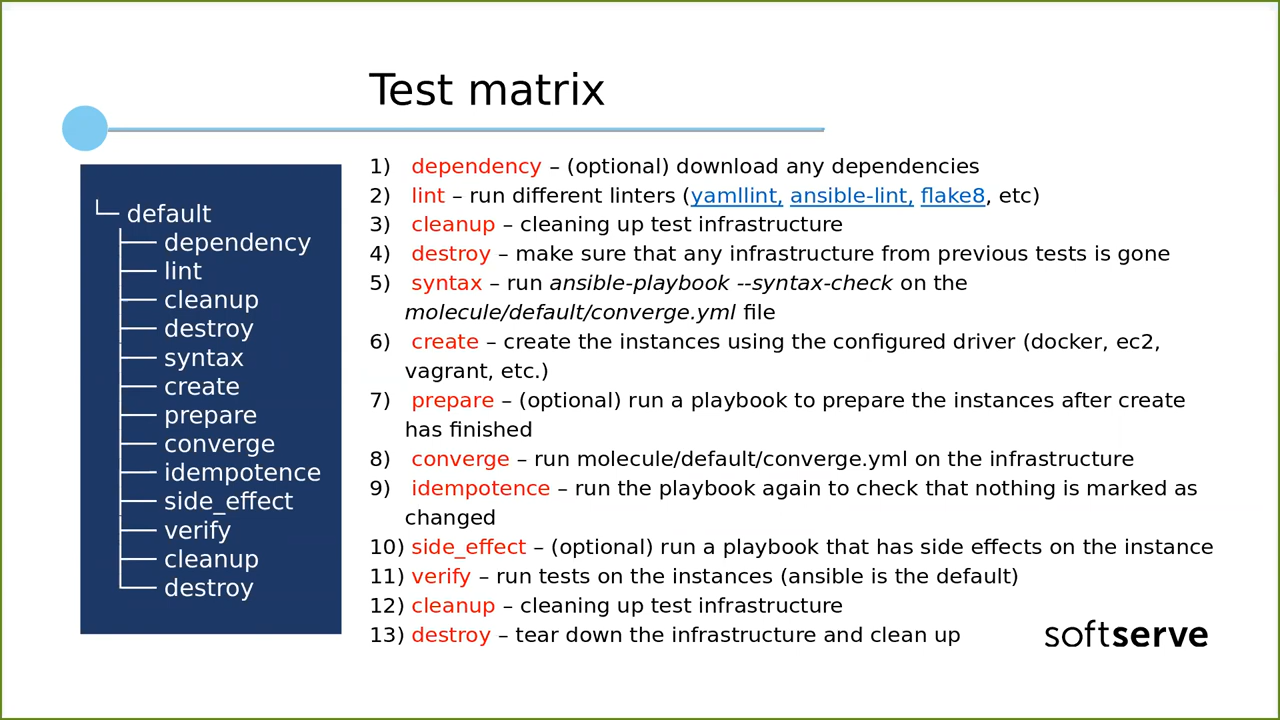 Test matrix
└─ default
├── dependency
├── lint
├── cleanup
├── destroy
├── syntax
├── create
├── prepare
├── converge
├── idempotence
├── side_effect
├── verify
├── cleanup
└── destroy
1) dependency – (optional) download any dependencies
2) lint – run different linters (yamllint, ansible-lint, flake8, etc)
3) cleanup – cleaning up test infrastructure
4) destroy – make sure that any infrastructure from previous tests is gone
5) syntax – run ansible-playbook --syntax-check on the
molecule/default/converge.yml file
6) create – create the instances using the configured driver (docker, ec2,
vagrant, etc.)
7) prepare – (optional) run a playbook to prepare the instances after create
has finished
8) converge – run molecule/default/converge.yml on the infrastructure
9) idempotence – run the playbook again to check that nothing is marked as
changed
10) side_effect – (optional) run a playbook that has side effects on the instance
11) verify – run tests on the instances (ansible is the default)
12) cleanup – cleaning up test infrastructure
13) destroy – tear down the infrastructure and clean up
softserve